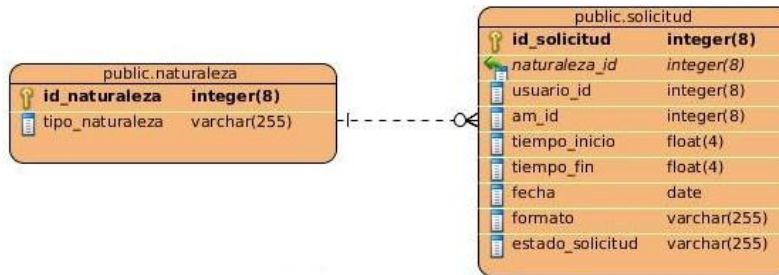 public.naturaleza
id_naturaleza integer(8)
tipo_naturaleza varchar(255)
public.solicitud
id_solicitud integer(8)
naturaleza_id integer(8)
usuario_id integer(8)
am_id integer(8)
tiempo_inicio float(4)
tiempo_fin float(4)
fecha date
formato varchar(255)
estado_solicitud varchar(255)